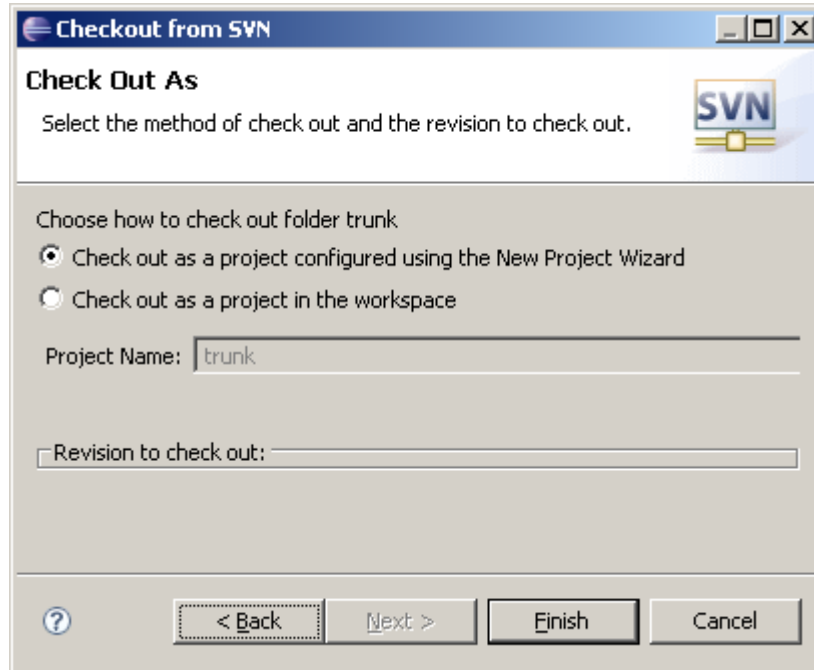 Checkout from SVN
Check Out As
Select the method of check out and the revision to check out.
SVN
Choose how to check out folder trunk
Check out as a project configured using the New Project Wizard
Check out as a project in the workspace
Project Name: trunk
Revision to check out:
? < Back Next > Finish Cancel